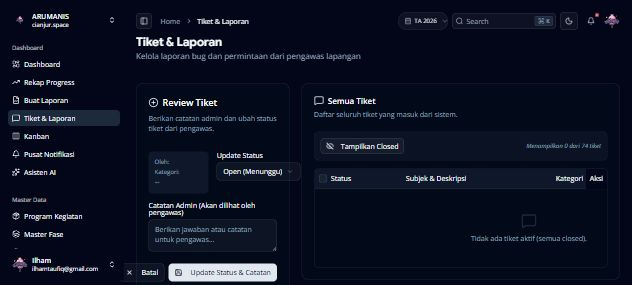 ARUMANIS
cianjur.space
Home > Tiket & Laporan
TA 2026
Search
⌘ K
Tiket & Laporan
Kelola laporan bug dan permintaan dari pengawas lapangan
Dashboard
Dashboard
Rekap Progress
Buat Laporan
Tiket & Laporan
Kanban
Pusat Notifikasi
Asisten AI
Master Data
Program Kegiatan
Master Fase
Ilham
ilhamtaufiq@gmail.com
Review Tiket
Berikan catatan admin dan ubah status
tiket dari pengawas.
Oleh:
Kategori:
...
Update Status
Open (Menunggu)
Catatan Admin (Akan dilihat oleh
pengawas)
Berikan jawaban atau catatan
untuk pengawas...
Batal
Update Status & Catatan
Semua Tiket
Daftar seluruh tiket yang masuk dari sistem.
Tampilkan Closed
Menampilkan 0 dari 74 tiket
Status
Subjek & Deskripsi
Kategori
Aksi
Tidak ada tiket aktif (semua closed).